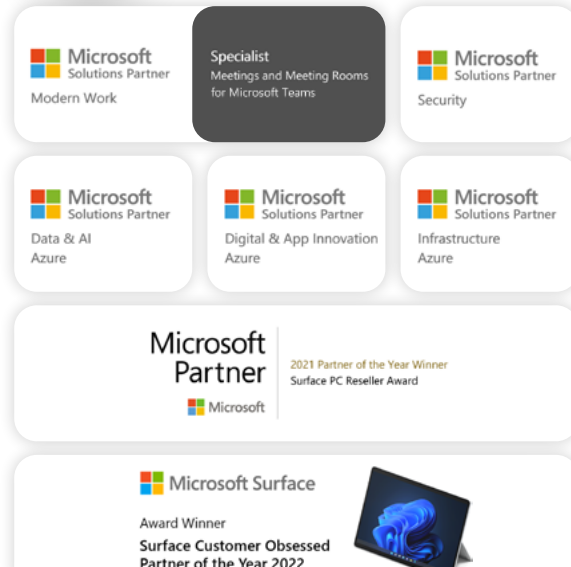 Microsoft
Solutions Partner
Modern Work
Specialist
Meetings and Meeting Rooms
for Microsoft Teams
Microsoft
Solutions Partner
Security
Microsoft
Solutions Partner
Data & AI
Azure
Microsoft
Solutions Partner
Digital & App Innovation
Azure
Microsoft
Solutions Partner
Infrastructure
Azure
Microsoft
Partner
Microsoft
2021 Partner of the Year Winner
Surface PC Reseller Award
Microsoft Surface
Award Winner
Surface Customer Obsessed
Partner of the Year 2022